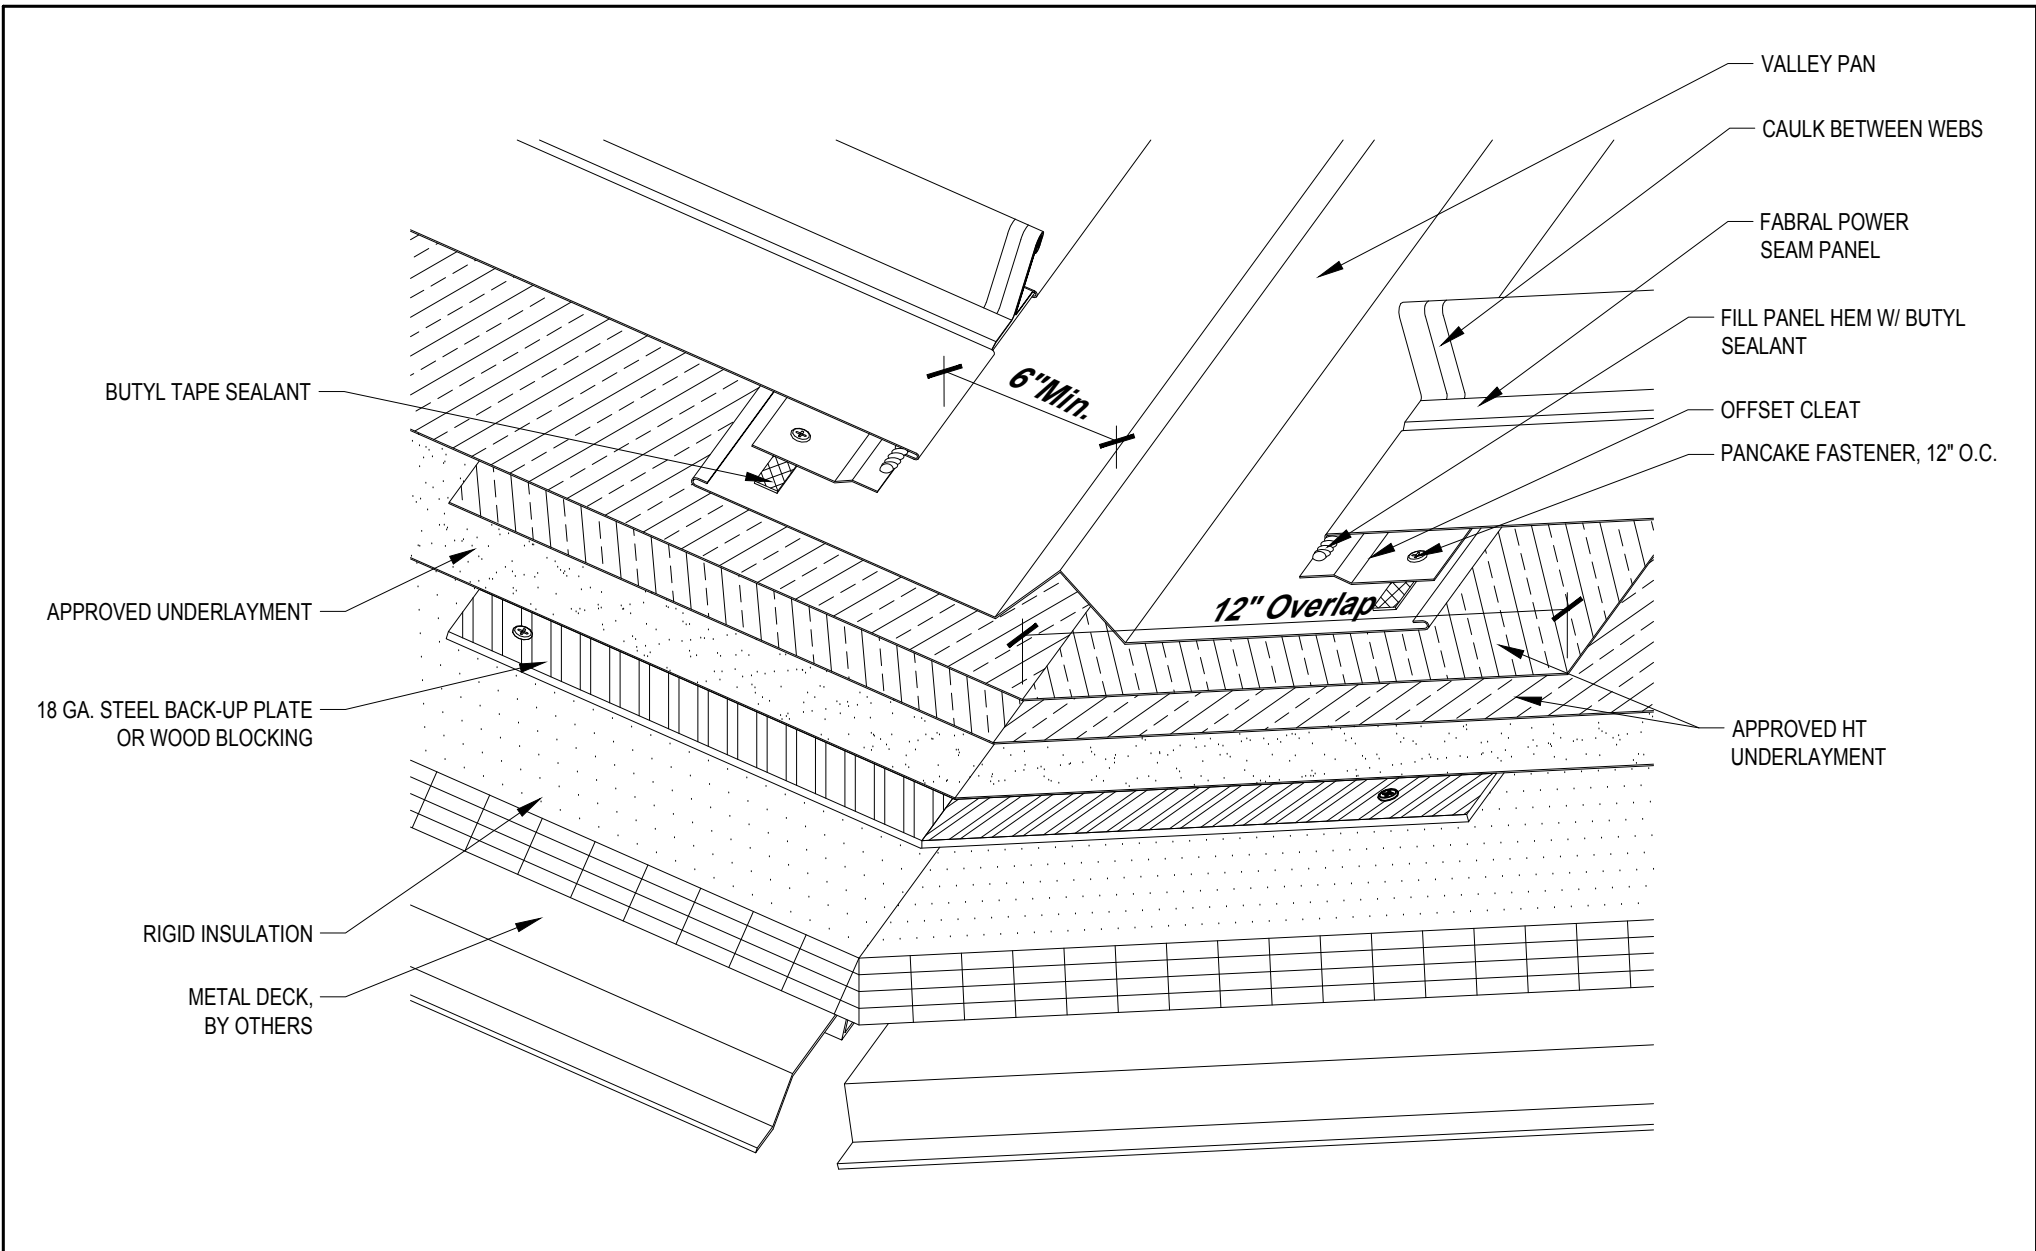 VALLEY PAN
CAULK BETWEEN WEBS
FABRAL POWER
SEAM PANEL
FILL PANEL HEM W/ BUTYL
SEALANT
OFFSET CLEAT
PANCAKE FASTENER, 12" O.C.
6"Min.
12" Overlap
APPROVED HT
UNDERLAYMENT
BUTYL TAPE SEALANT
APPROVED UNDERLAYMENT
18 GA. STEEL BACK-UP PLATE
OR WOOD BLOCKING
RIGID INSULATION
METAL DECK,
BY OTHERS